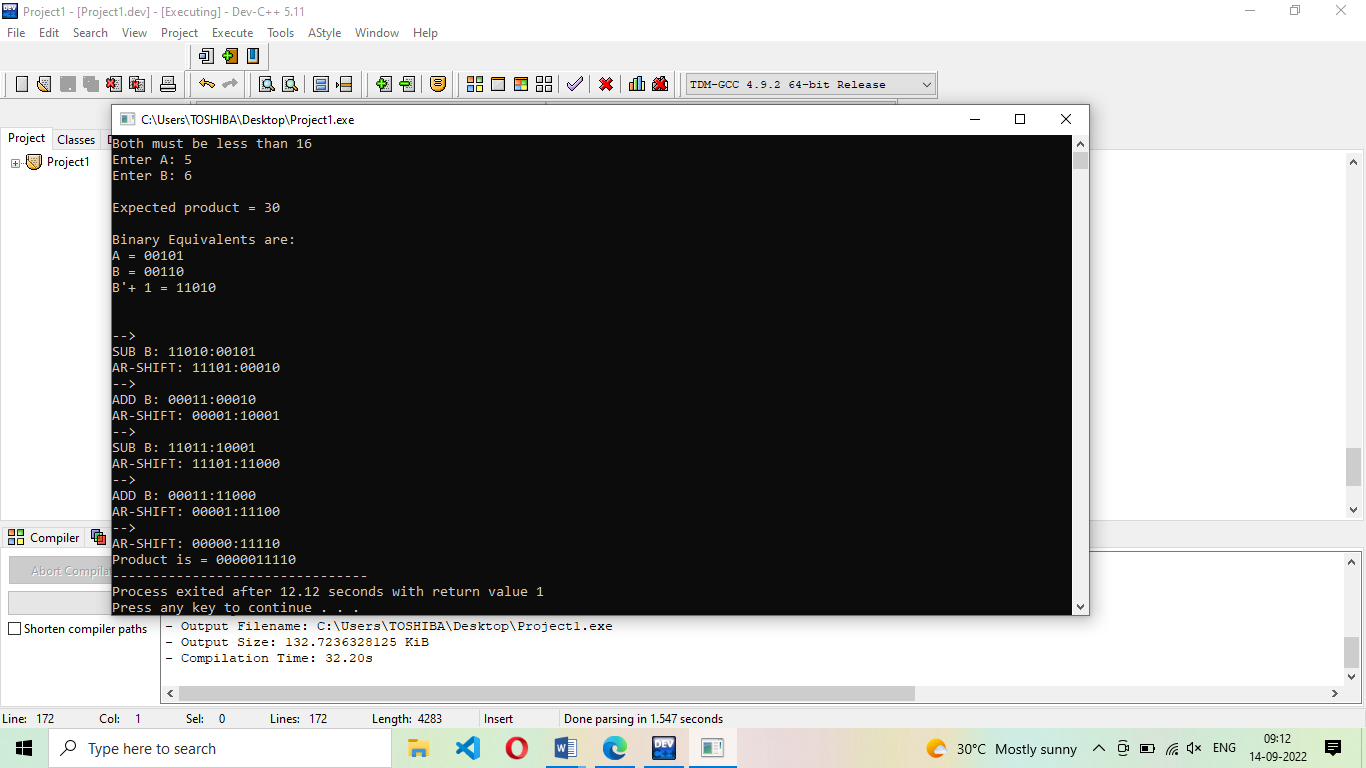 Project1 - [Project1.dev] - [Executing] - Dev-C++ 5.11
File Edit Search View Project Execute Tools AStyle Window Help
TDM-GCC 4.9.2 64-bit Release
C:\Users\TOSHIBA\Desktop\Project1.exe
Project Classes D
Project1
Both must be less than 16
Enter A: 5
Enter B: 6
Expected product = 30
Binary Equivalents are:
A = 00101
B = 00110
B'+ 1 = 11010
-->
SUB B: 11010:00101
AR-SHIFT: 11101:00010
-->
ADD B: 00011:00010
AR-SHIFT: 00001:10001
-->
SUB B: 11011:10001
AR-SHIFT: 11101:11000
-->
ADD B: 00011:11000
AR-SHIFT: 00001:11100
-->
AR-SHIFT: 00000:11110
Product is = 0000011110
--------------------------------
Process exited after 12.12 seconds with return value 1
Press any key to continue . . .
Compiler
Abort Compilat
Shorten compiler paths
- Output Filename: C:\Users\TOSHIBA\Desktop\Project1.exe
- Output Size: 132.7236328125 KiB
- Compilation Time: 32.20s
Line: 172 Col: 1 Sel: 0 Lines: 172 Length: 4283 Insert Done parsing in 1.547 seconds
Type here to search
DEV
30°C Mostly sunny
ENG
09:12
14-09-2022